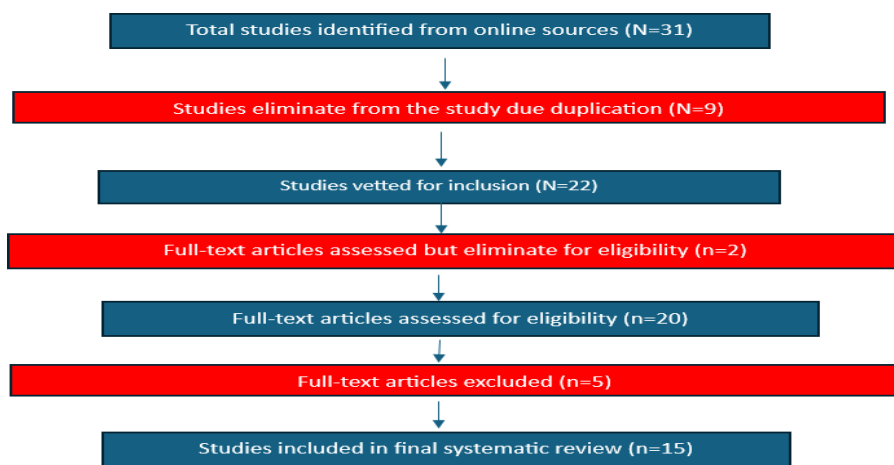 Total studies identified from online sources (N=31)
Studies eliminate from the study due duplication (N=9)
Studies vetted for inclusion (N=22)
Full-text articles assessed but eliminate for eligibility (n=2)
Full-text articles assessed for eligibility (n=20)
Full-text articles excluded (n=5)
Studies included in final systematic review (n=15)